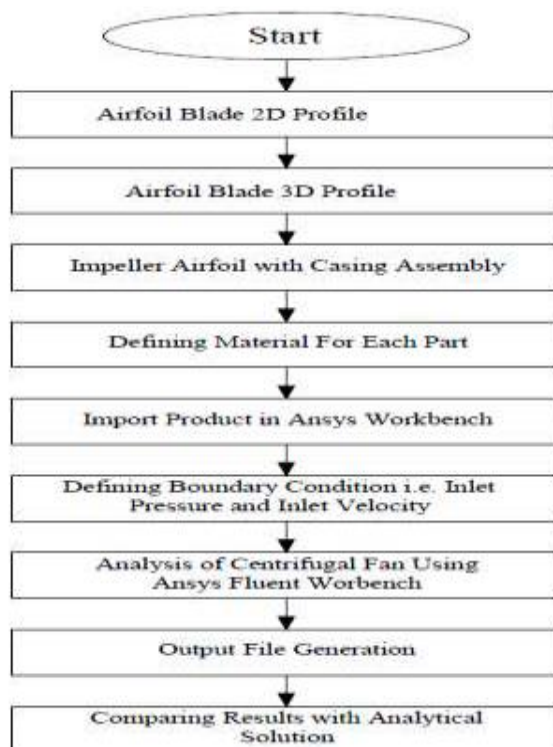 Start
Airfoil Blade 2D Profile
Airfoil Blade 3D Profile
Impeller Airfoil with Casing Assembly
Defining Material For Each Part
Import Product in Ansys Workbench
Defining Boundary Condition i.e. Inlet
Pressure and Inlet Velocity
Analysis of Centrifugal Fan Using
Ansys Fluent Worbench
Output File Generation
Comparing Results with Analytical
Solution